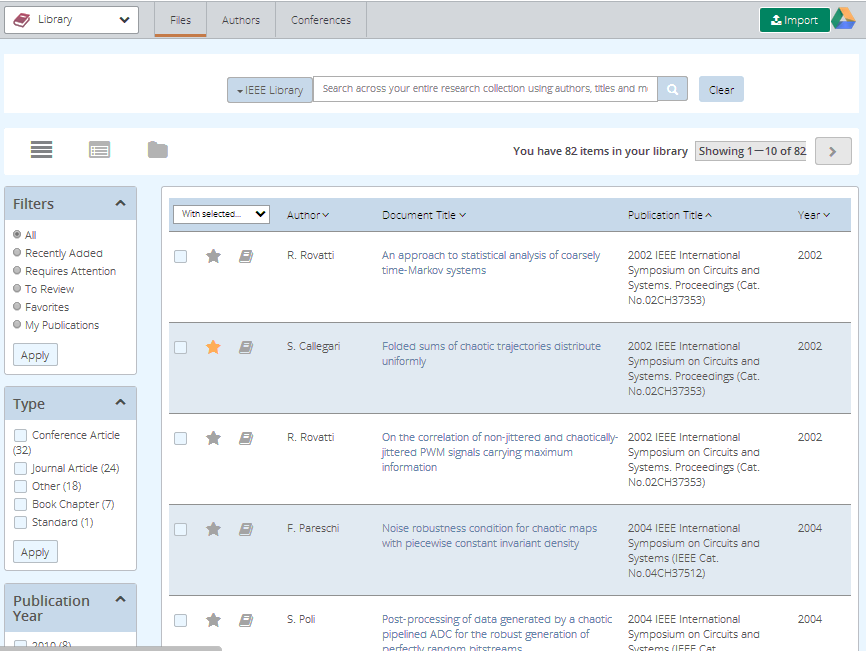 Library
Files
Authors
Conferences
Import
IEEE Library
Search across your entire research collection using authors, titles and m
Clear
You have 82 items in your library
Showing 1—10 of 82
Filters
All
Recently Added
Requires Attention
To Review
Favorites
My Publications
Apply
Type
Conference Article
(32)
Journal Article (24)
Other (18)
Book Chapter (7)
Standard (1)
Apply
Publication
Year
2010 (8)
With selected...
Author
Document Title
Publication Title
Year
R. Rovatti
An approach to statistical analysis of coarsely
time-Markov systems
2002 IEEE International
Symposium on Circuits and
Systems. Proceedings (Cat.
No.02CH37353)
2002
S. Callegari
Folded sums of chaotic trajectories distribute
uniformly
2002 IEEE International
Symposium on Circuits and
Systems. Proceedings (Cat.
No.02CH37353)
2002
R. Rovatti
On the correlation of non-jittered and chaotically-
jittered PWM signals carrying maximum
information
2002 IEEE International
Symposium on Circuits and
Systems. Proceedings (Cat.
No.02CH37353)
2002
F. Pareschi
Noise robustness condition for chaotic maps
with piecewise constant invariant density
2004 IEEE International
Symposium on Circuits and
Systems (IEEE Cat.
No.04CH37512)
2004
S. Poli
Post-processing of data generated by a chaotic
pipelined ADC for the robust generation of
perfectly random bitstreams
2004 IEEE International
Symposium on Circuits and
Systems (IEEE Cat.
2004